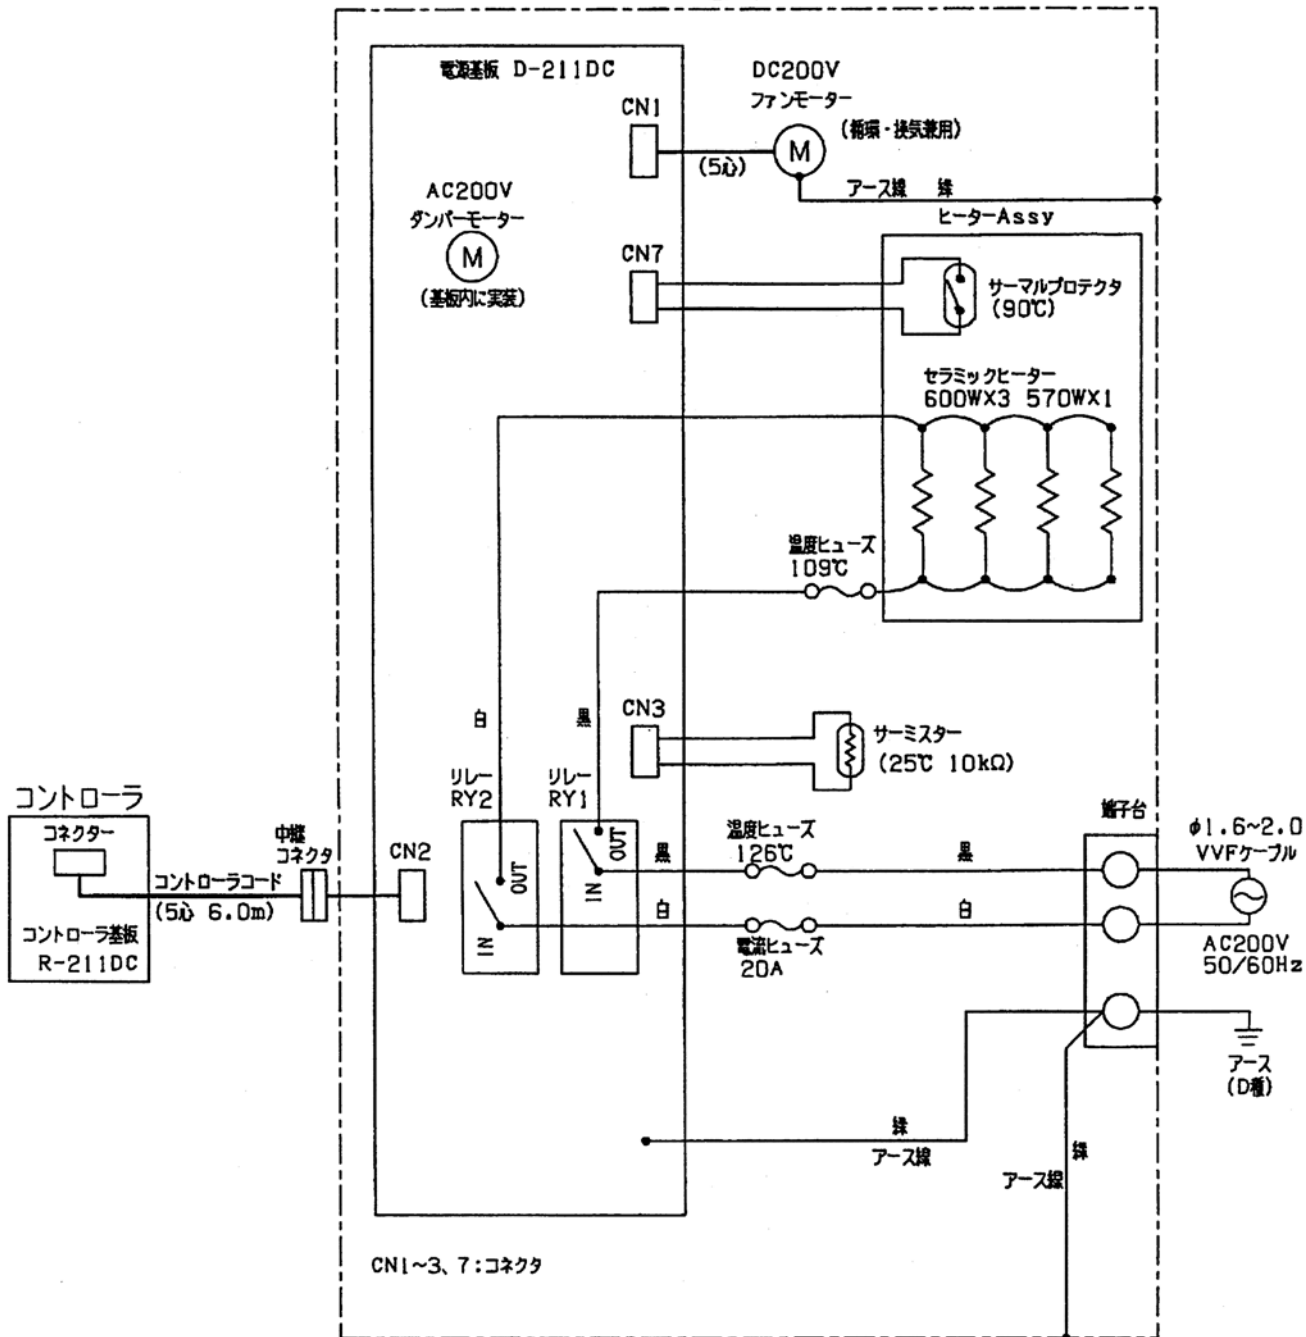 電源基板 D-211DC
DC200V
ファンモーター
(循環・換気兼用)
CN1
M
(5心)
アース線 緑
AC200V
ダンパーモーター
M
(基板内に実装)
ヒーターAssy
CN7
サーマルプロテクタ
(90℃)
セラミックヒーター
600WX3 570WX1
温度ヒューズ
109℃
白
黒
CN3
サーミスター
(25℃ 10kΩ)
リレー
RY2
リレー
RY1
OUT
IN
OUT
IN
コントローラ
コネクター
コントローラ基板
R-211DC
コントローラコード
(5心 6.0m)
中継
コネクタ
CN2
黒
温度ヒューズ
126℃
黒
白
電流ヒューズ
20A
白
端子台
φ1.6~2.0
VVFケーブル
AC200V
50/60Hz
アース
(D種)
緑
アース線
緑
アース線
CN1~3、7:コネクタ